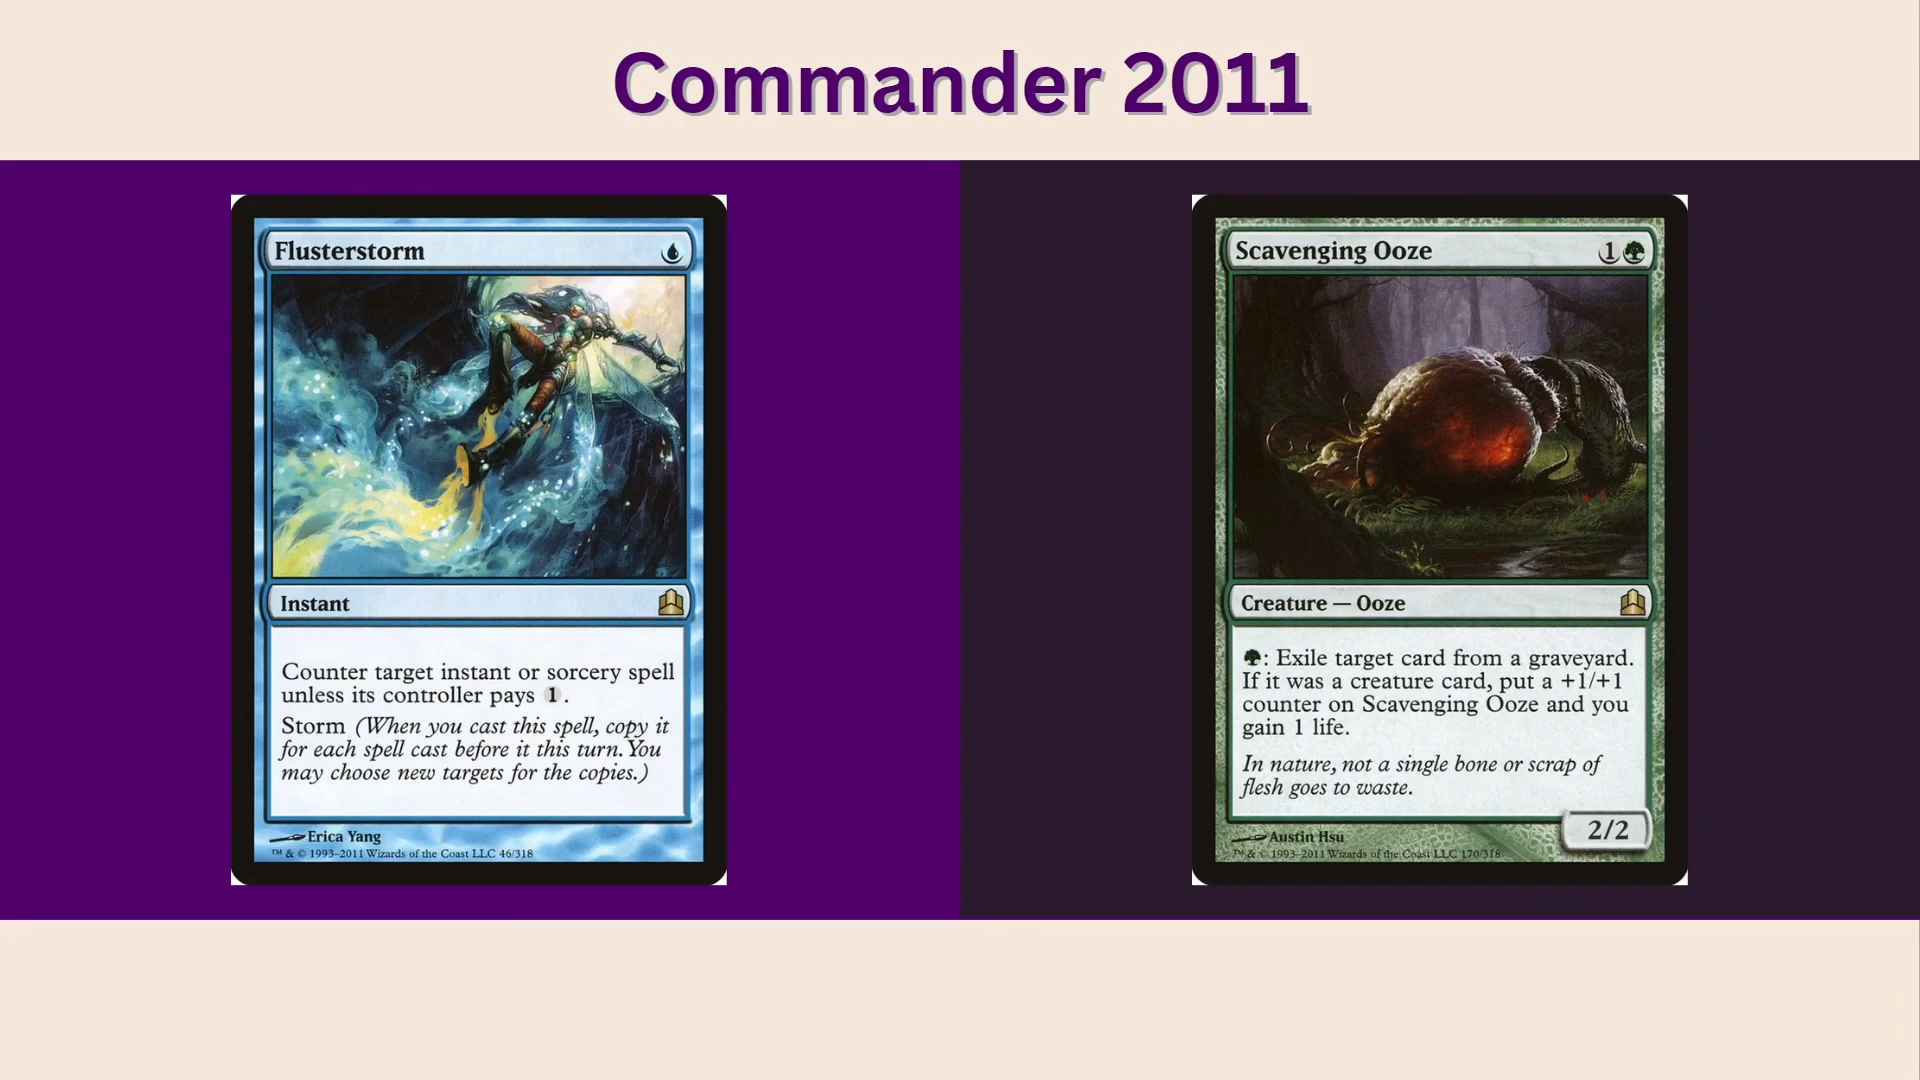 Commander 2011
Flusterstorm
Instant
Counter target instant or sorcery spell
unless its controller pays 1.
Storm (When you cast this spell, copy it
for each spell cast before it this turn. You
may choose new targets for the copies.)
Erica Yang
™ & © 1993–2011 Wizards of the Coast LLC 46/318
Scavenging Ooze 1
Creature — Ooze
: Exile target card from a graveyard.
If it was a creature card, put a +1/+1
counter on Scavenging Ooze and you
gain 1 life.
In nature, not a single bone or scrap of
flesh goes to waste.
2/2
Austin Hsu
™ & © 1993–2011 Wizards of the Coast LLC 170/318